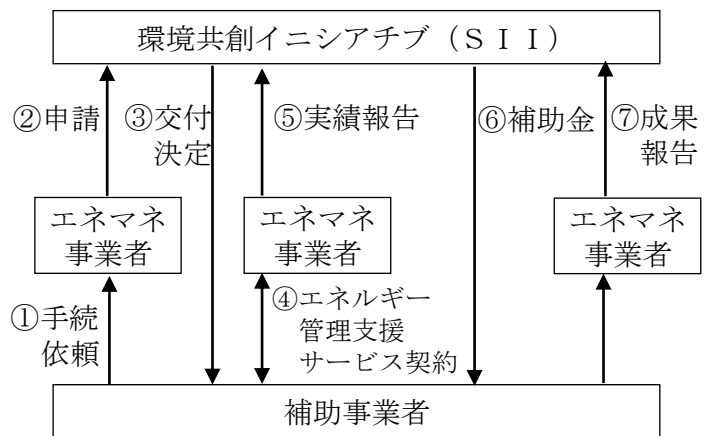 環境共創イニシアチブ（ＳＩＩ）
②申請
③交付
決定
⑤実績報告
⑥補助金
⑦成果
報告
エネマネ
事業者
エネマネ
事業者
エネマネ
事業者
①手続
依頼
④エネルギー
管理支援
サービス契約
補助事業者